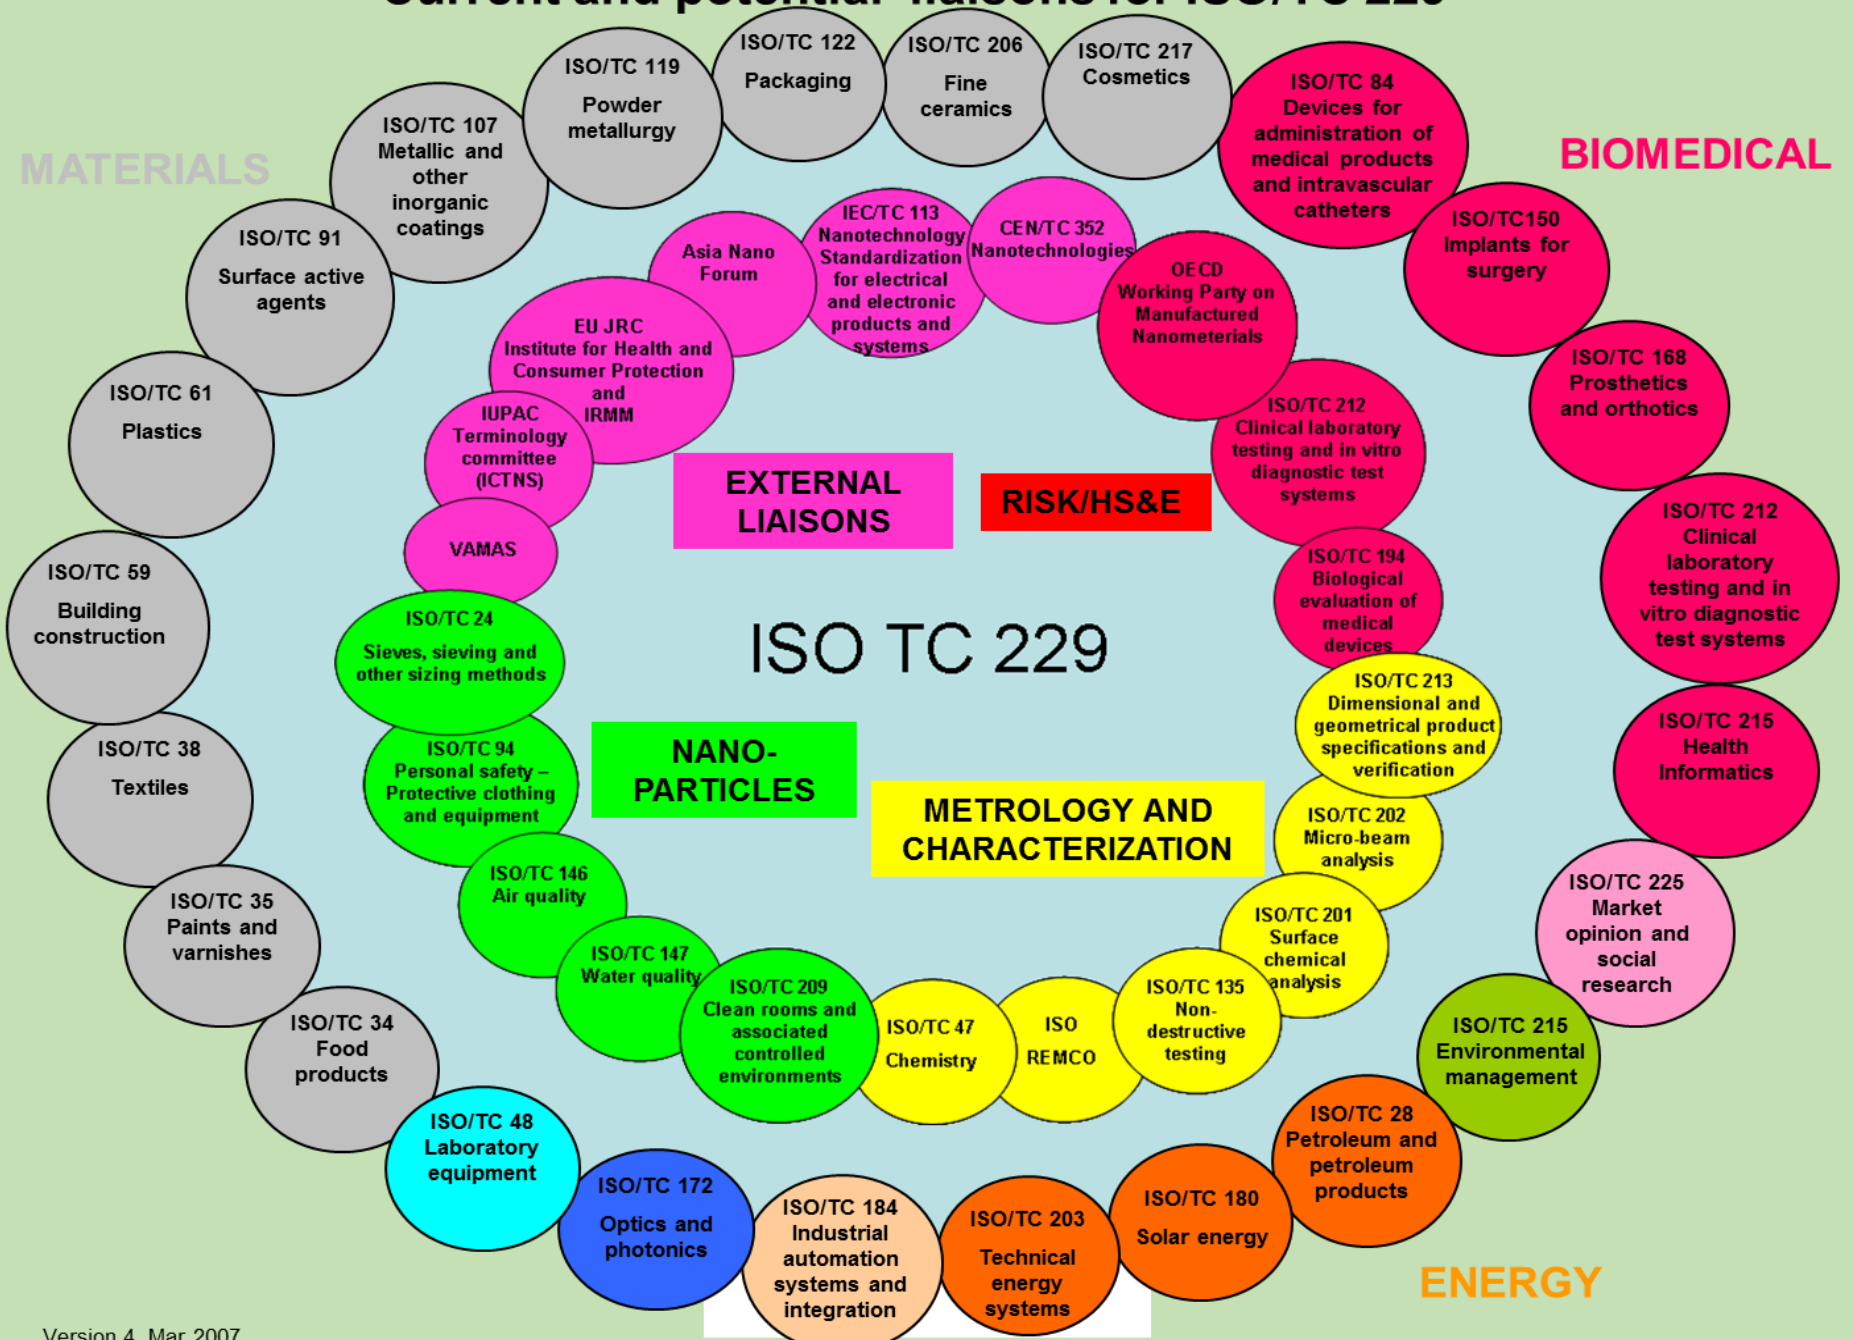 Current and potential liaisons for ISO/TC 229
MATERIALS
BIOMEDICAL
ISO/TC 122
Packaging
ISO/TC 206
Fine
ceramics
ISO/TC 217
Cosmetics
ISO/TC 84
Devices for
administration of
medical products
and intravascular
catheters
ISO/TC150
Implants for
surgery
ISO/TC 168
Prosthetics
and orthotics
ISO/TC 212
Clinical
laboratory
testing and in
vitro diagnostic
test systems
ISO/TC 215
Health
Informatics
ISO/TC 225
Market
opinion and
social
research
ISO/TC 215
Environmental
management
ISO/TC 28
Petroleum and
petroleum
products
ISO/TC 180
Solar energy
ISO/TC 203
Technical
energy
systems
ISO/TC 184
Industrial
automation
systems and
integration
ISO/TC 172
Optics and
photonics
ISO/TC 48
Laboratory
equipment
ISO/TC 34
Food
products
ISO/TC 35
Paints and
varnishes
ISO/TC 38
Textiles
ISO/TC 59
Building
construction
ISO/TC 61
Plastics
ISO/TC 91
Surface active
agents
ISO/TC 107
Metallic and
other
inorganic
coatings
ISO/TC 119
Powder
metallurgy
Asia Nano
Forum
IEC/TC 113
Nanotechnology
Standardization
for electrical
and electronic
products and
systems
CEN/TC 352
Nanotechnologies
OECD
Working Party on
Manufactured
Nanometerials
ISO/TC 212
Clinical laboratory
testing and in vitro
diagnostic test
systems
ISO/TC 194
Biological
evaluation of
medical
devices
ISO/TC 213
Dimensional and
geometrical product
specifications and
verification
ISO/TC 202
Micro-beam
analysis
ISO/TC 201
Surface
chemical
analysis
ISO/TC 135
Non-
destructive
testing
ISO
REMCO
ISO/TC 47
Chemistry
ISO/TC 209
Clean rooms and
associated
controlled
environments
ISO/TC 147
Water quality
ISO/TC 146
Air quality
ISO/TC 94
Personal safety –
Protective clothing
and equipment
ISO/TC 24
Sieves, sieving and
other sizing methods
VAMAS
IUPAC
Terminology
committee
(ICTNS)
EU JRC
Institute for Health and
Consumer Protection
and
IRMM
EXTERNAL
LIAISONS
RISK/HS&E
ISO TC 229
NANO-
PARTICLES
METROLOGY AND
CHARACTERIZATION
ENERGY
Version 4, Mar 2007